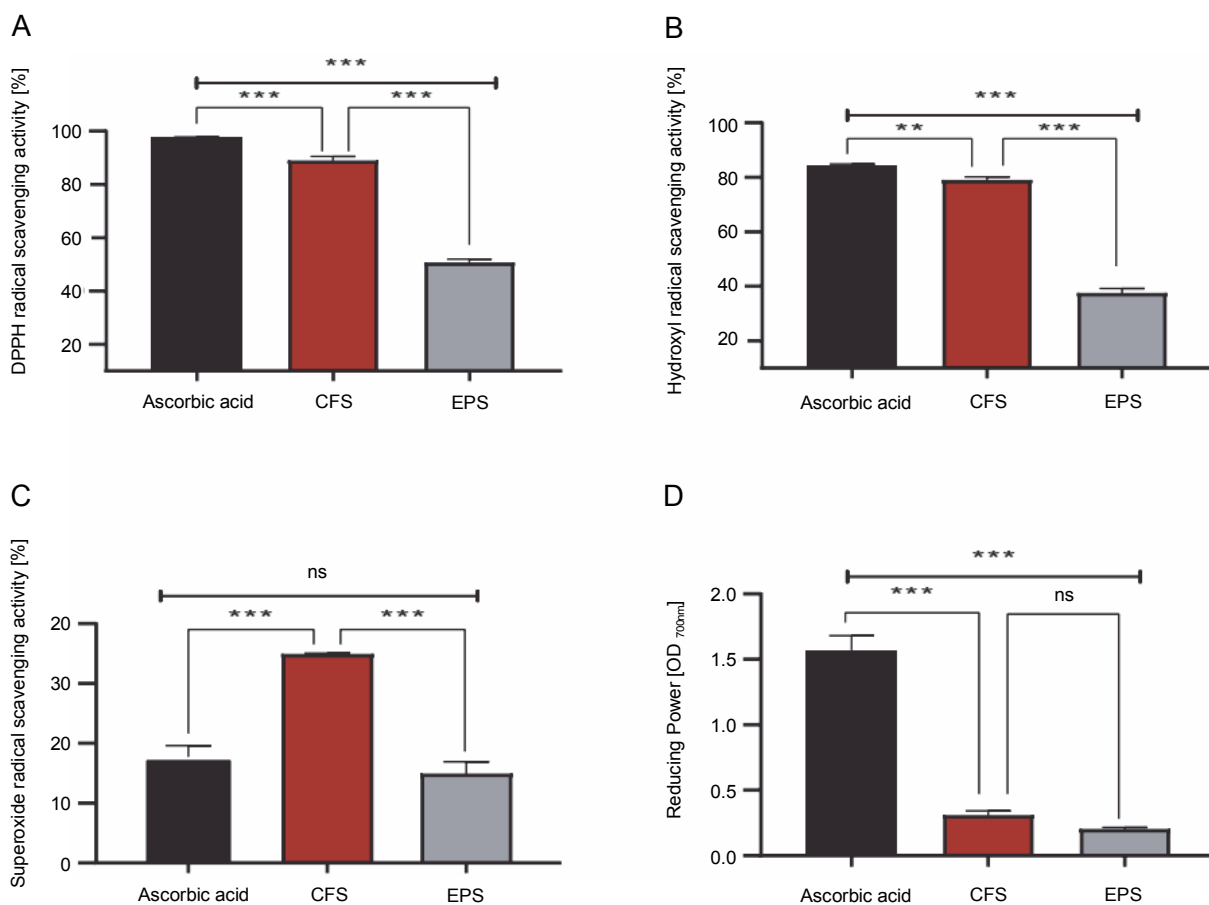 A
DPPH radical scavenging activity [%]
***
*** ***
100
80
60
40
20
Ascorbic acid CFS EPS
B
Hydroxyl radical scavenging activity [%]
***
** ***
100
80
60
40
20
Ascorbic acid CFS EPS
C
Superoxide radical scavenging activity [%]
ns
*** ***
20
30
20
10
0
Ascorbic acid CFS EPS
D
Reducing Power [OD 700nm]
***
*** ns
2.0
1.5
1.0
0.5
0.0
Ascorbic acid CFS EPS